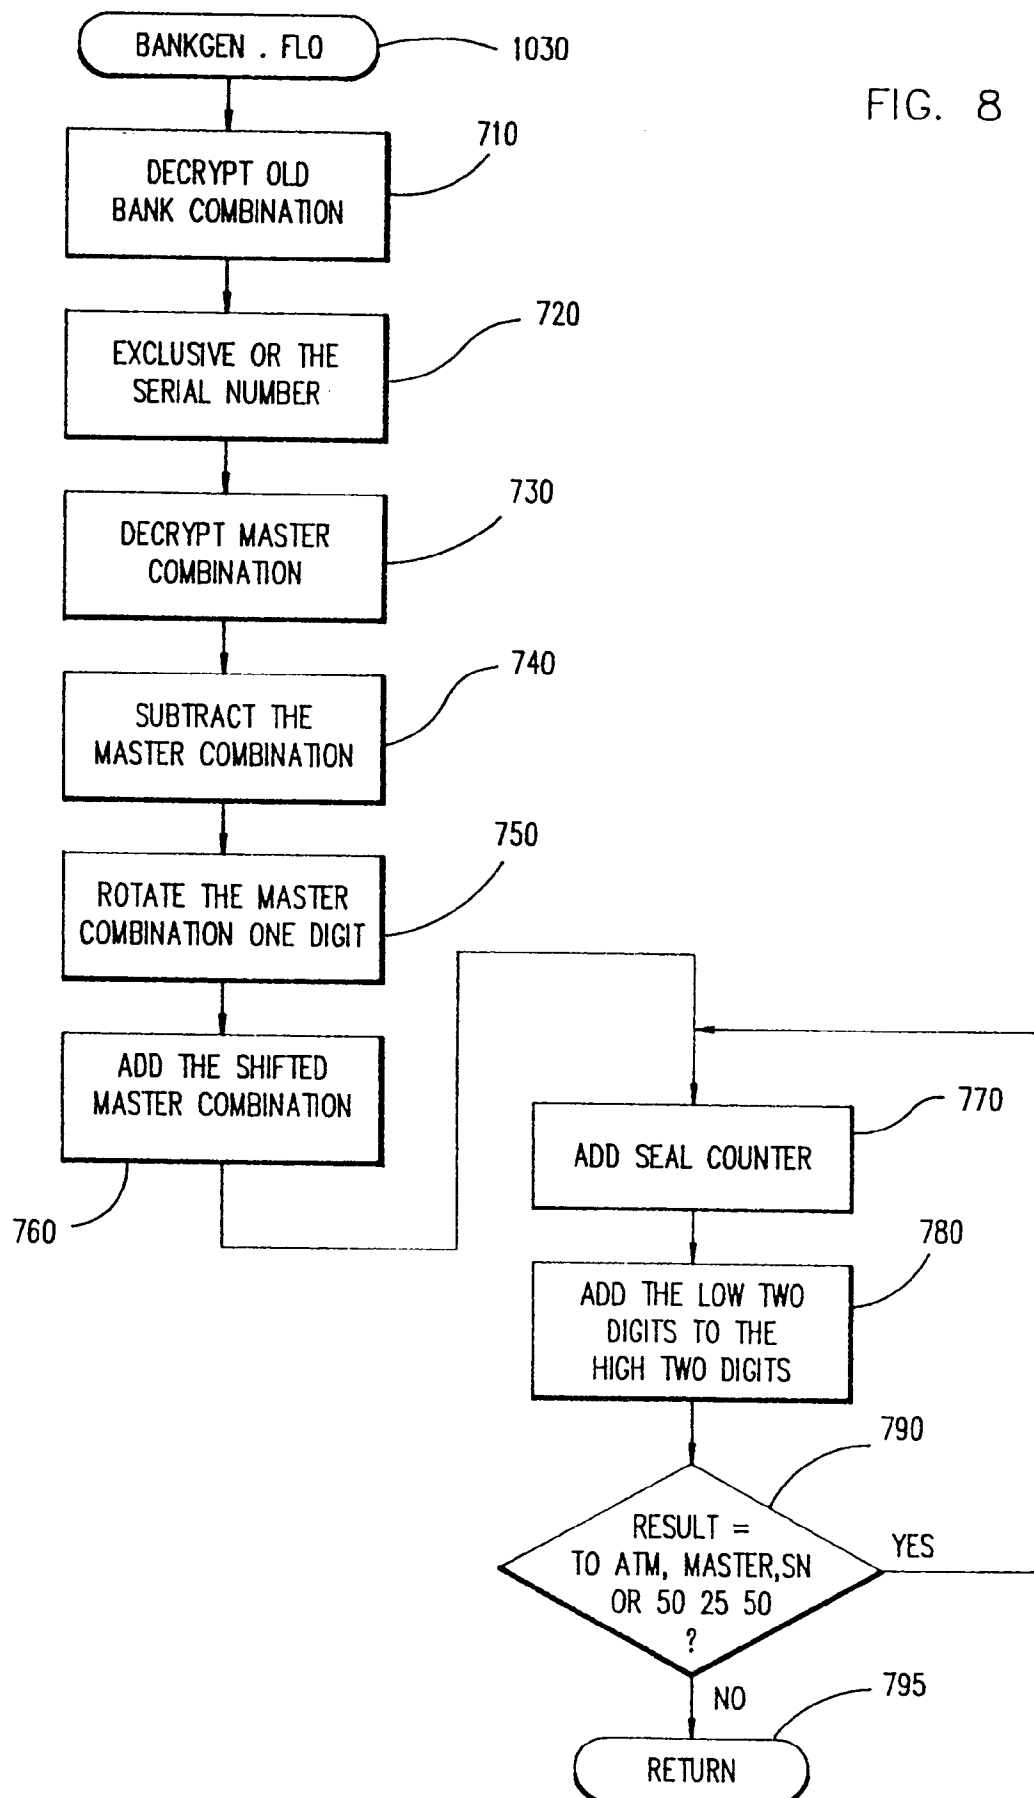 BANKGEN . FLO
1030
FIG. 8
710
DECRYPT OLD
BANK COMBINATION
720
EXCLUSIVE OR THE
SERIAL NUMBER
730
DECRYPT MASTER
COMBINATION
740
SUBTRACT THE
MASTER COMBINATION
750
ROTATE THE MASTER
COMBINATION ONE DIGIT
ADD THE SHIFTED
MASTER COMBINATION
760
770
ADD SEAL COUNTER
780
ADD THE LOW TWO
DIGITS TO THE
HIGH TWO DIGITS
790
RESULT =
TO ATM, MASTER,SN
OR 50 25 50
?
YES
NO
795
RETURN